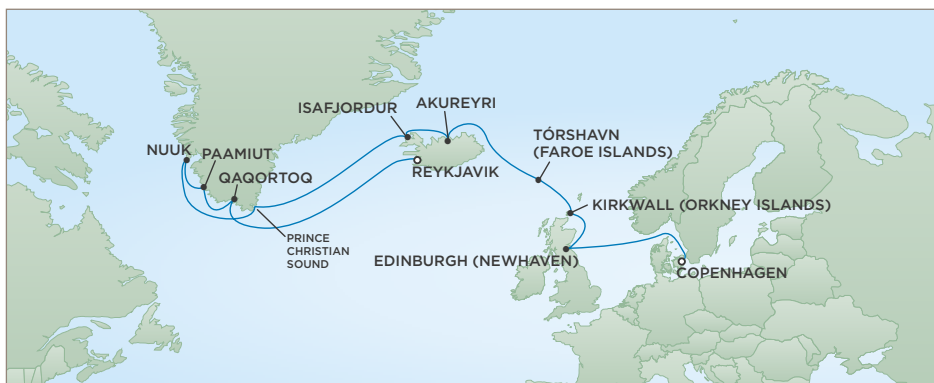 ISAFJORDUR
AKUREYRI
NUUK
PAAMIUT
QAQORTOQ
REYKJAVIK
TÓRSHAVN
(FAROE ISLANDS)
KIRKWALL (ORKNEY ISLANDS)
PRINCE
CHRISTIAN
SOUND
EDINBURGH (NEWHAVEN)
COPENHAGEN